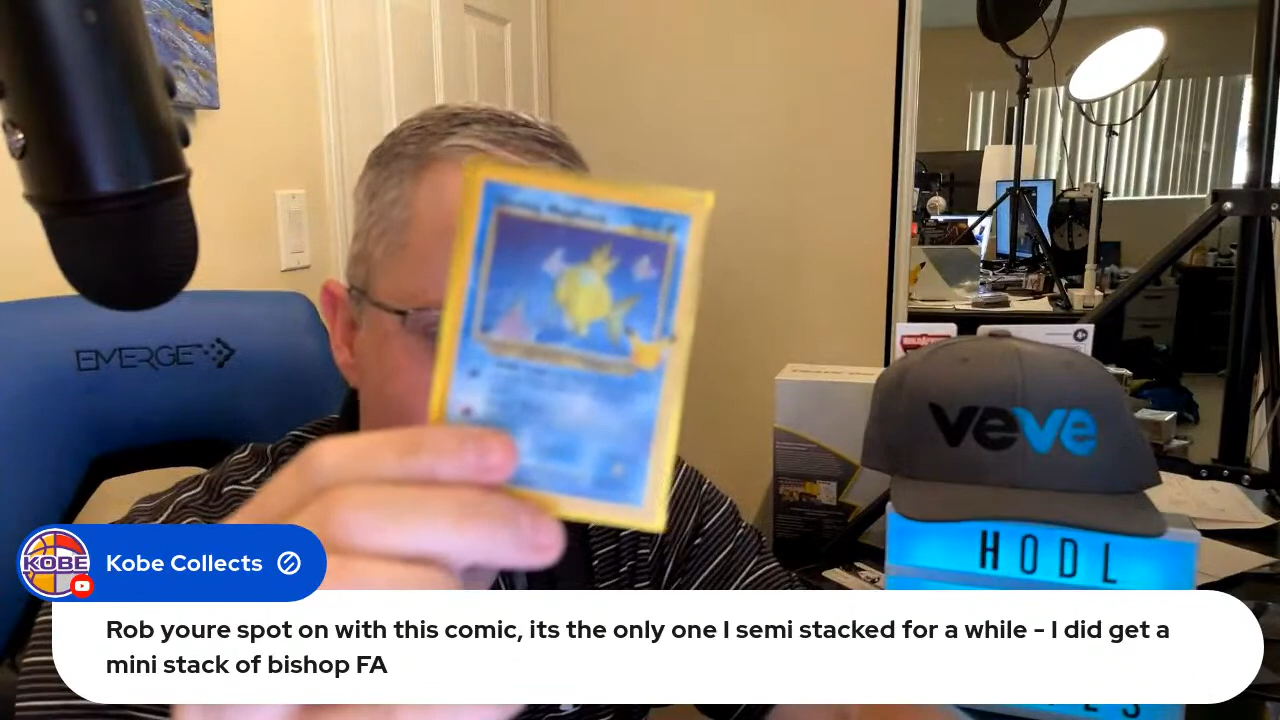 EMERGE
veve
HODL
KOBE
Kobe Collects
Rob youre spot on with this comic, its the only one I semi stacked for a while - I did get a
mini stack of bishop FA